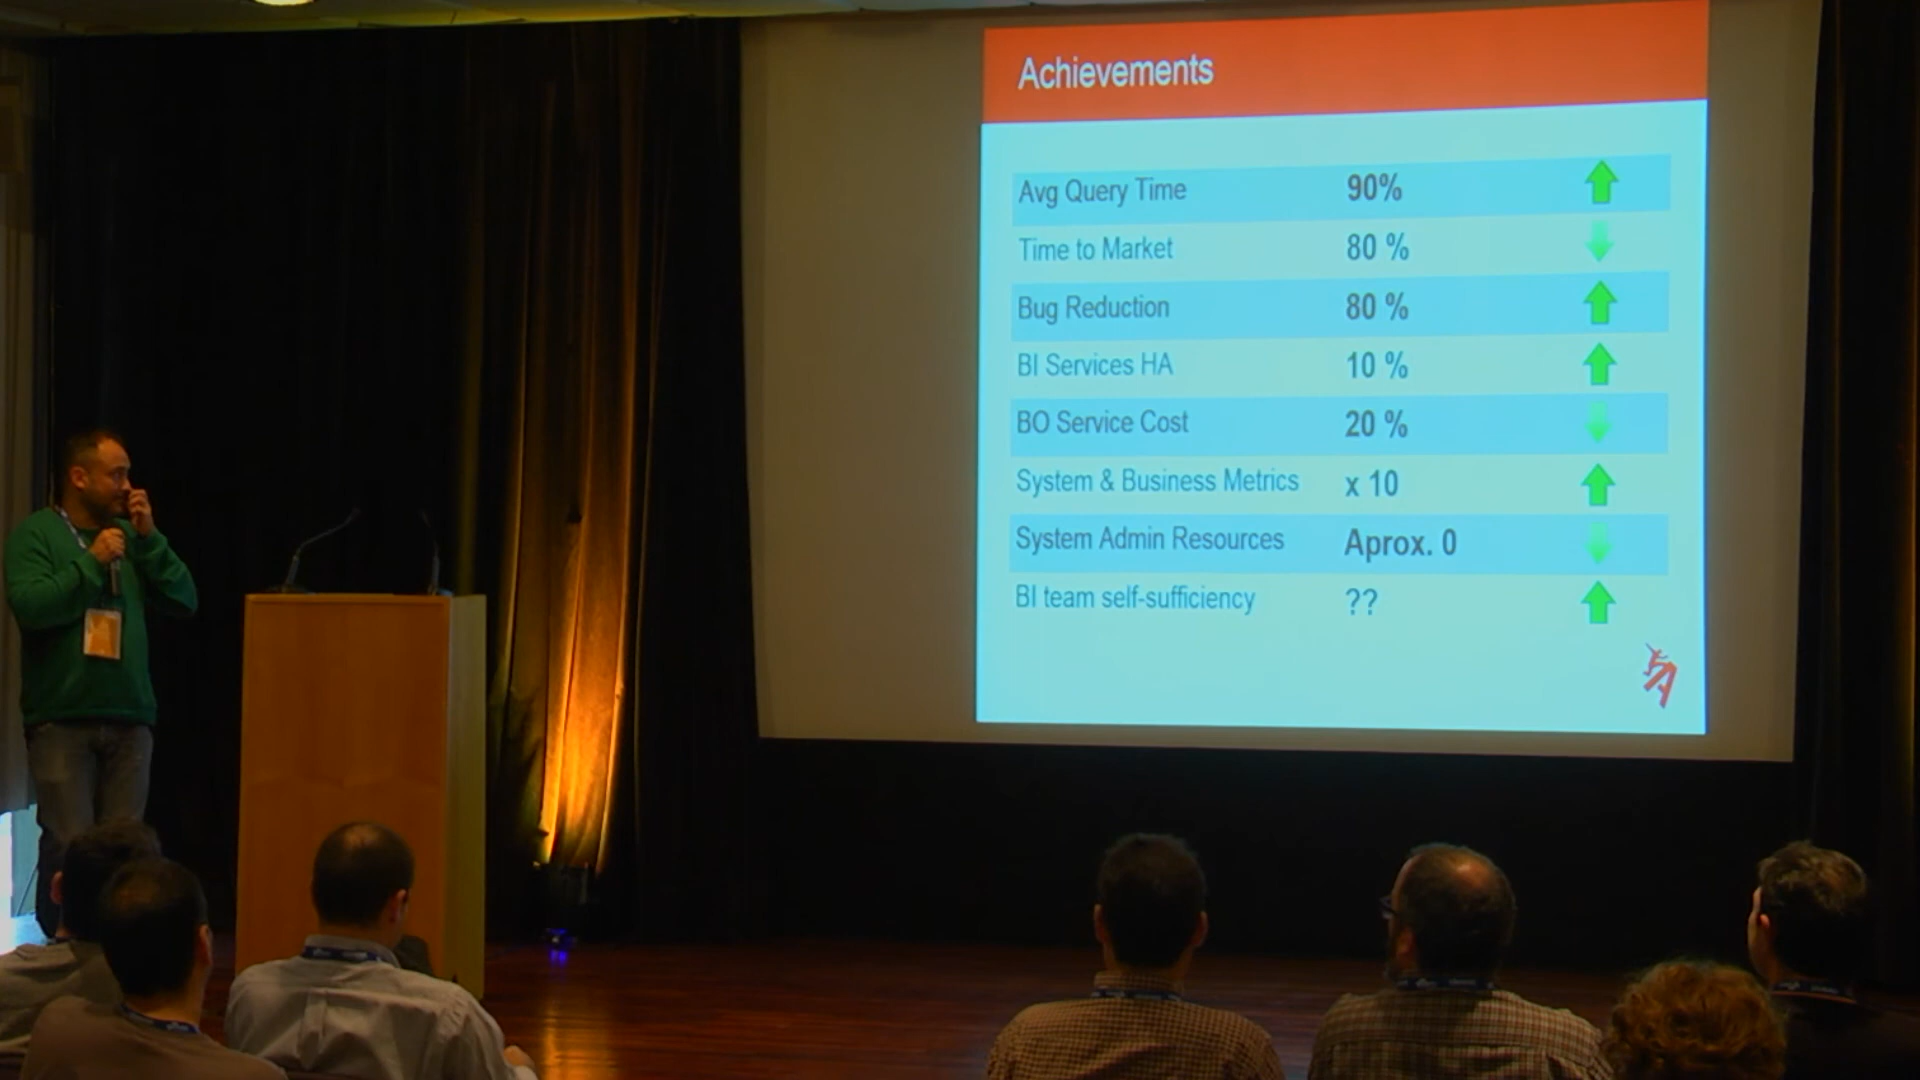 Achievements
Avg Query Time 90%
Time to Market 80 %
Bug Reduction 80 %
BI Services HA 10 %
BO Service Cost 20 %
System & Business Metrics x 10
System Admin Resources Aprox. 0
BI team self-sufficiency ??